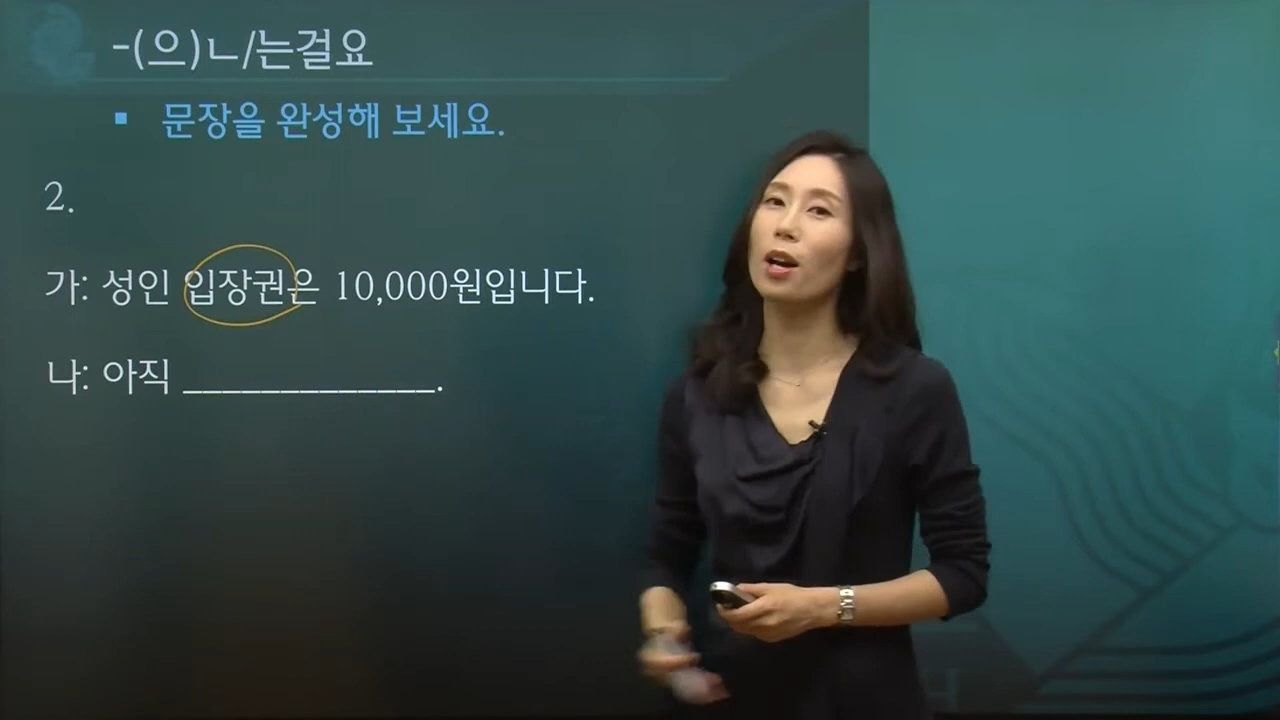 -(으)ㄴ/는걸요
▪ 문장을 완성해 보세요.
2.
가: 성인 입장권은 10,000원입니다.
나: 아직 _____________.